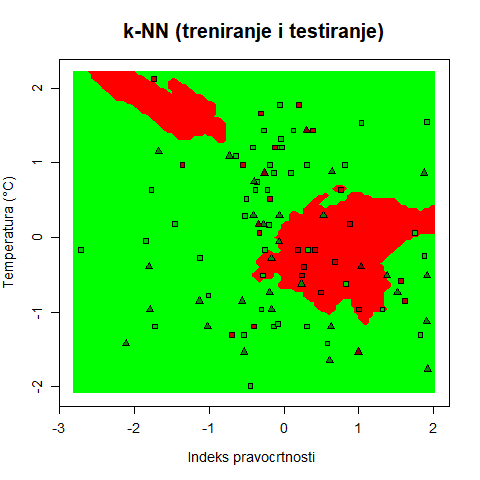 k-NN (treniranje i testiranje)
Temperatura (°C)
2
1
0
-1
-2
-3 -2 -1 0 1 2
Indeks pravocrtnosti